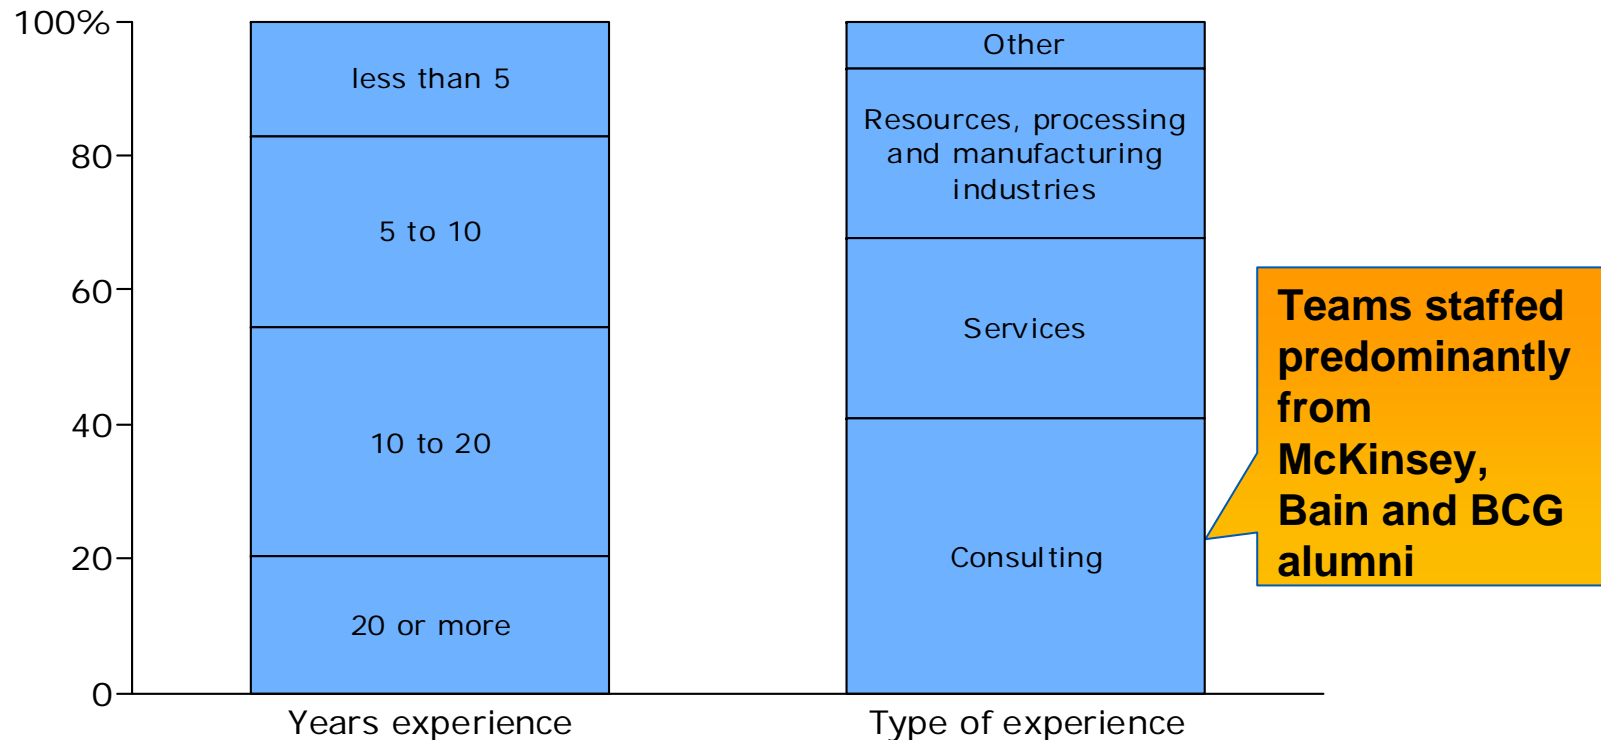 100%
80
60
40
20
0
less than 5
5 to 10
10 to 20
20 or more
Years experience
Other
Resources, processing
and manufacturing
industries
Services
Consulting
Type of experience
Teams staffed
predominantly
from
McKinsey,
Bain and BCG
alumni